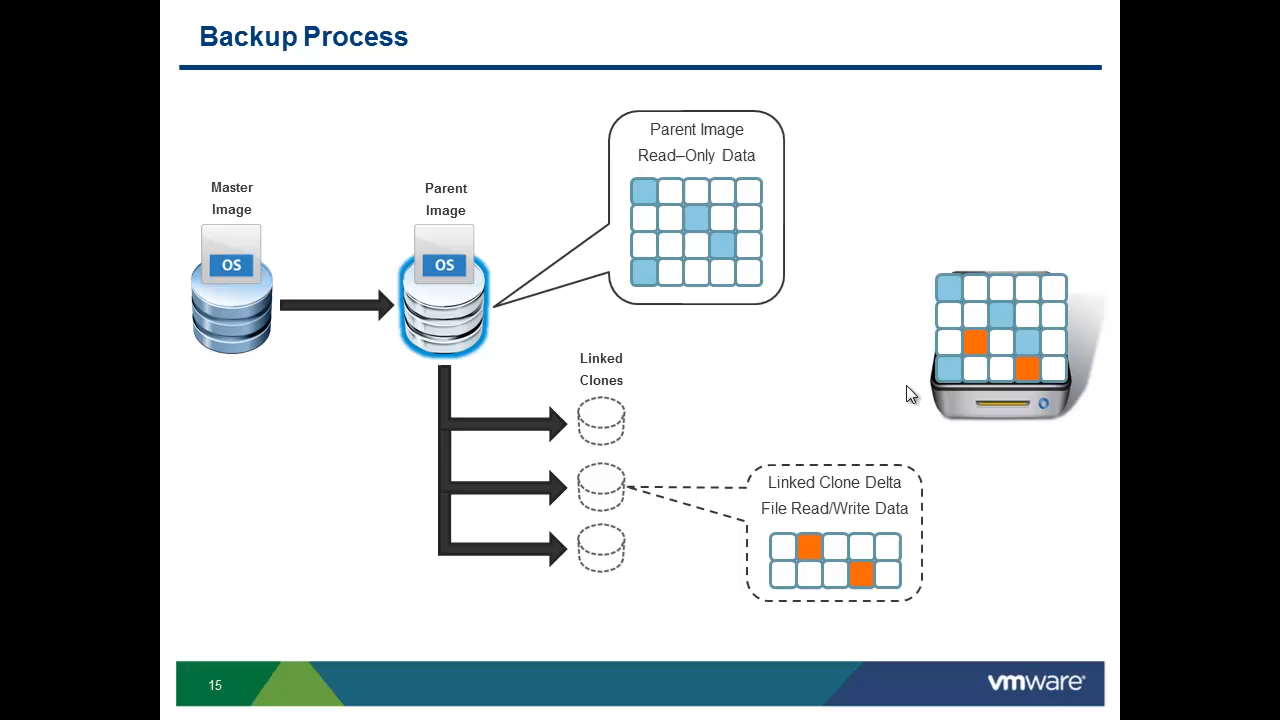 Backup Process
Parent Image
Read–Only Data
Master
Image
Parent
Image
OS
OS
Linked
Clones
Linked Clone Delta
File Read/Write Data
15
vmware®